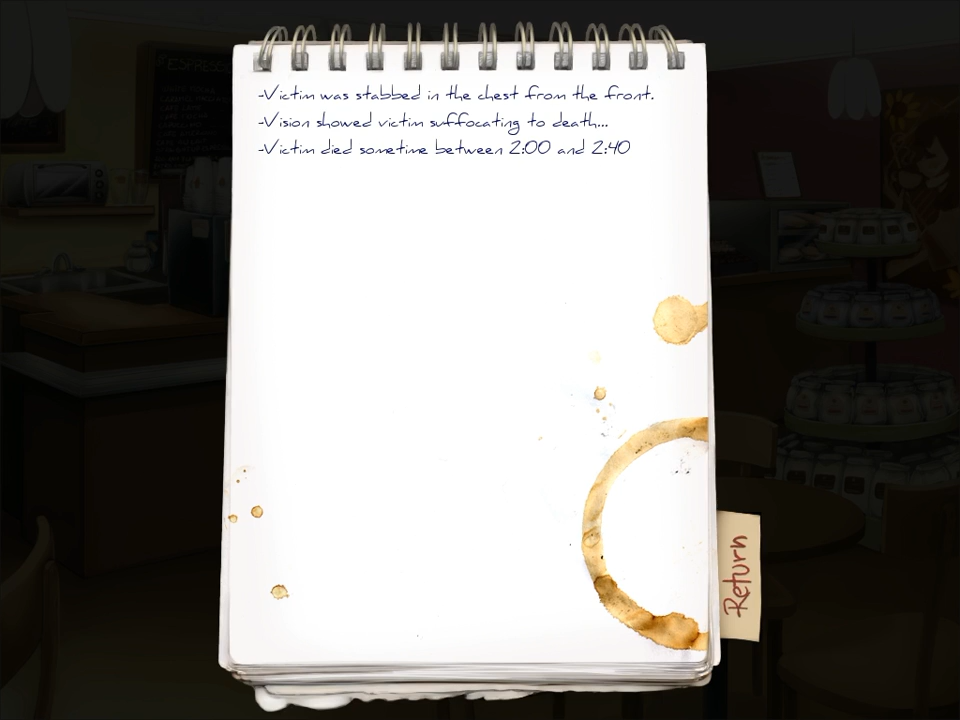 -Victim was stabbed in the chest from the front.
-Vision showed victim suffocating to death...
-Victim died sometime between 2:00 and 2:40
Return
ESPRESSO